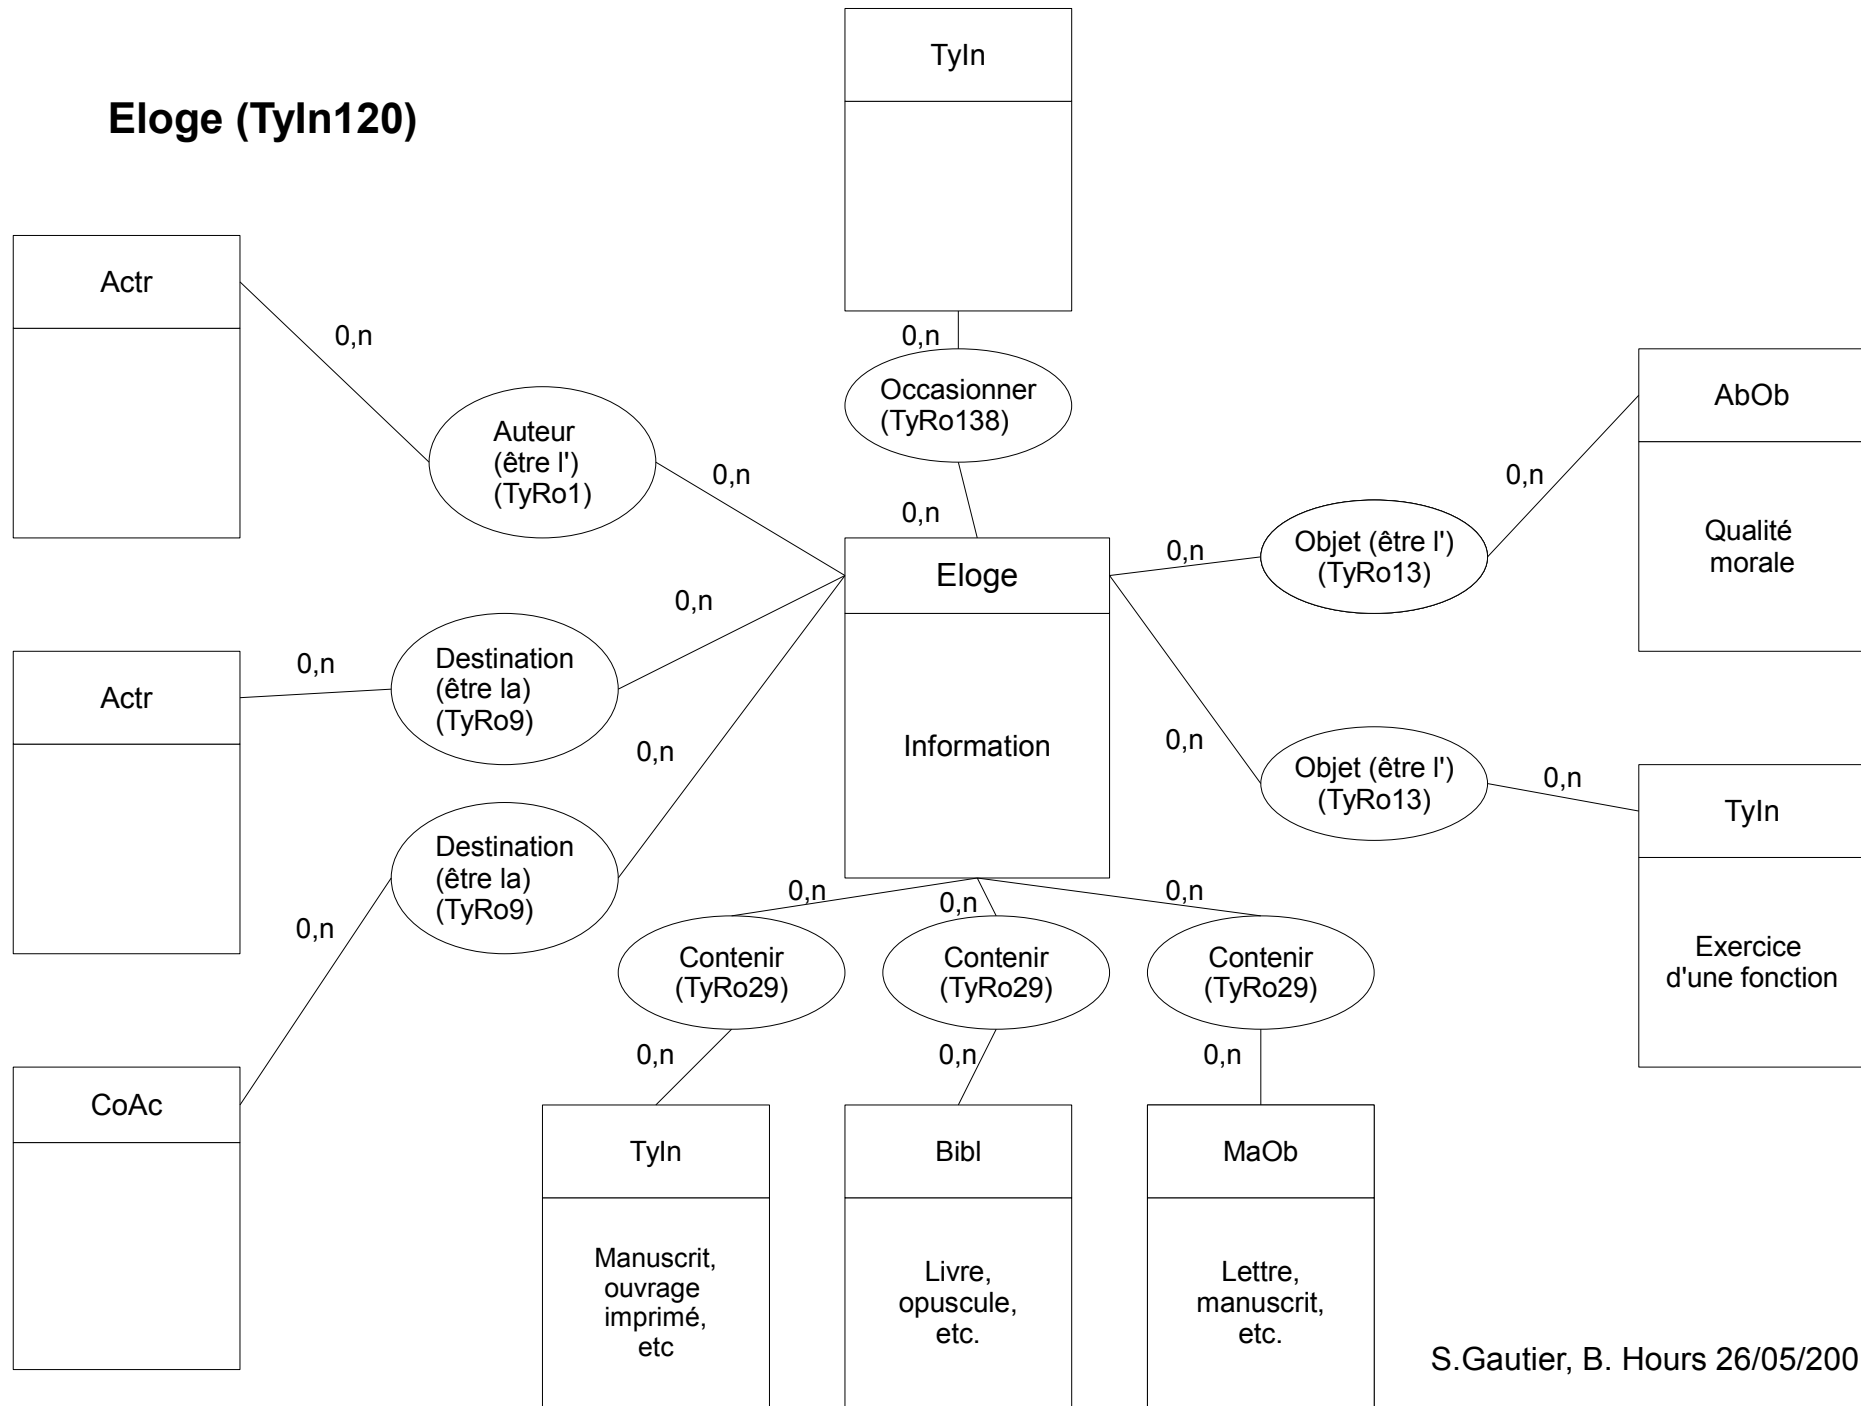 TyIn
Eloge (TyIn120)
Actr
0,n
0,n
Occasionner
(TyRo138)
AbOb
Auteur
(être l')
(TyRo1)
0,n
0,n
0,n
Qualité
morale
Objet (être l')
(TyRo13)
0,n
Eloge
0,n
Destination
(être la)
(TyRo9)
0,n
Actr
0,n
0,n
Information
Objet (être l')
(TyRo13)
0,n
TyIn
Destination
(être la)
(TyRo9)
0,n
0,n
0,n
0,n
Exercice
d'une fonction
Contenir
(TyRo29)
Contenir
(TyRo29)
Contenir
(TyRo29)
0,n
0,n
0,n
CoAc
TyIn
Bibl
MaOb
Manuscrit,
ouvrage
imprimé,
etc
Livre,
opuscule,
etc.
Lettre,
manuscrit,
etc.
S.Gautier, B. Hours 26/05/200